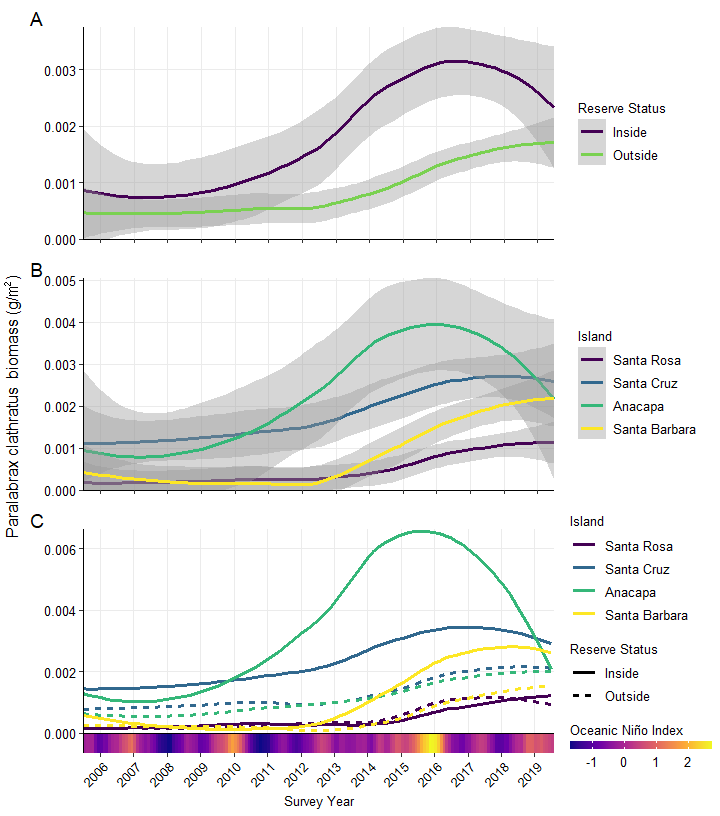 A
0.003
0.002
0.001
0.000
Reserve Status
Inside
Outside
Paralabrax clathratus biomass (g/m²)
B
0.005
0.004
0.003
0.002
0.001
0.000
Island
Santa Rosa
Santa Cruz
Anacapa
Santa Barbara
C
0.006
0.004
0.002
0.000
2006
2007
2008
2009
2010
2011
2012
2013
2014
2015
2016
2017
2018
2019
Survey Year
Island
Santa Rosa
Santa Cruz
Anacapa
Santa Barbara
Reserve Status
Inside
Outside
Oceanic Niño Index
-1 0 1 2